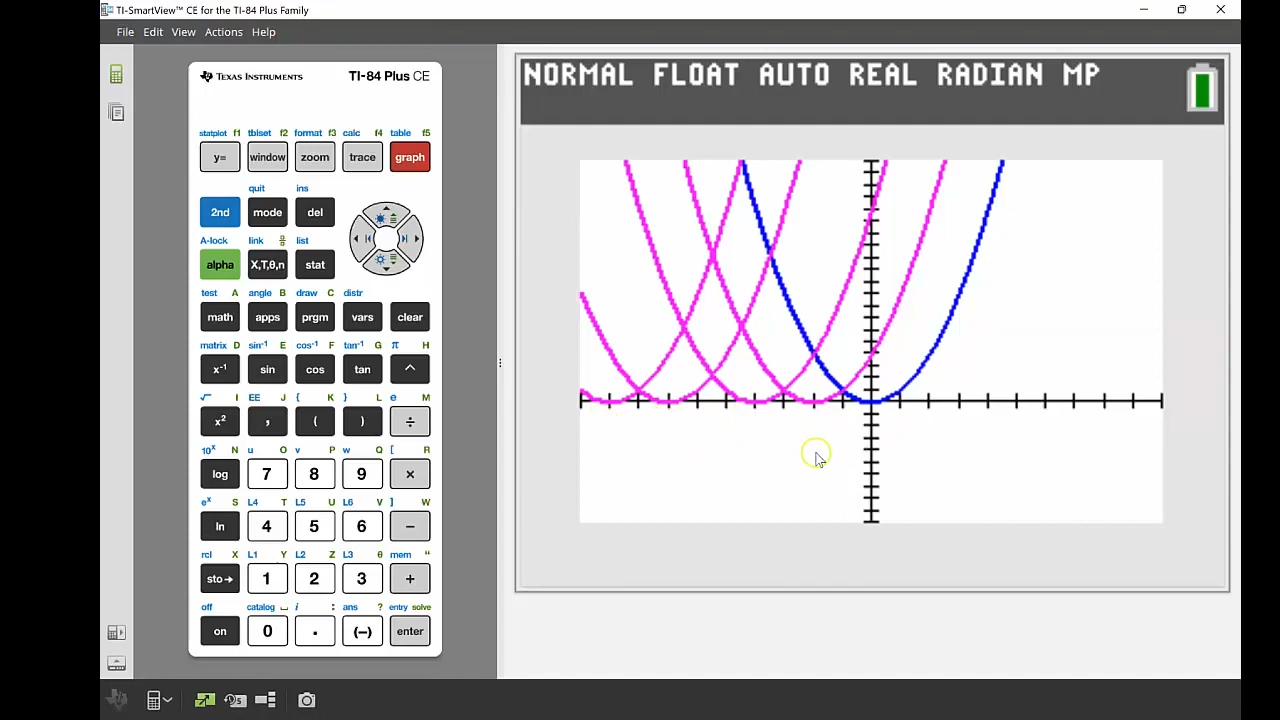 TI-SmartView™ CE for the TI-84 Plus Family
File Edit View Actions Help
TEXAS INSTRUMENTS TI-84 Plus CE
NORMAL FLOAT AUTO REAL RADIAN MP
statplot f1 tblset f2 format f3 calc f4 table f5
y= window zoom trace graph
quit ins
2nd mode del
A-lock link list
alpha X,T,θ,n stat
test A angle B draw C distr
math apps prgm vars clear
matrix D sin⁻¹ E cos⁻¹ F tan⁻¹ G π H
x⁻¹ sin cos tan ^
√ I EE J { K } L e M
x² , ( ) ÷
10ˣ N u O v P w Q [ R
log 7 8 9 ×
eˣ S L4 T L5 U L6 V ] W
ln 4 5 6 −
rcl X L1 Y L2 Z L3 θ mem "
sto→ 1 2 3 +
off catalog ⎵ i : ans ? entry solve
on 0 . (−) enter